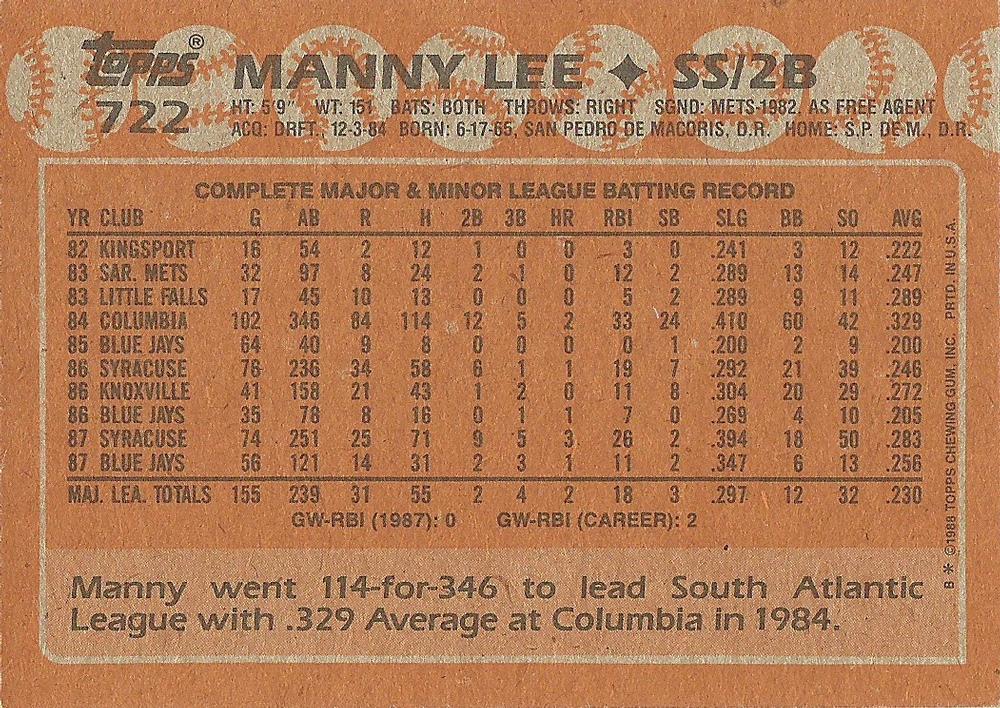 topps®
722
MANNY LEE ✦ SS/2B
HT: 5'9" WT: 151 BATS: BOTH THROWS: RIGHT SGND: METS-1982. AS FREE AGENT
ACQ: DRFT., 12-3-84 BORN: 6-17-65, SAN PEDRO DE MACORIS, D.R. HOME: S.P. DE M., D.R.
COMPLETE MAJOR & MINOR LEAGUE BATTING RECORD
YR CLUB G AB R H 2B 3B HR RBI SB SLG BB SO AVG
82 KINGSPORT 16 54 2 12 1 0 0 3 0 .241 3 12 .222
83 SAR. METS 32 97 8 24 2 1 0 12 2 .289 13 14 .247
83 LITTLE FALLS 17 45 10 13 0 0 0 5 2 .289 9 11 .289
84 COLUMBIA 102 346 84 114 12 5 2 33 24 .410 60 42 .329
85 BLUE JAYS 64 40 9 8 0 0 0 0 1 .200 2 9 .200
86 SYRACUSE 76 236 34 58 6 1 1 19 7 .292 21 39 .246
86 KNOXVILLE 41 158 21 43 1 2 0 11 8 .304 20 29 .272
86 BLUE JAYS 35 78 8 16 0 1 1 7 0 .269 4 10 .205
87 SYRACUSE 74 251 25 71 9 5 3 26 2 .394 18 50 .283
87 BLUE JAYS 56 121 14 31 2 3 1 11 2 .347 6 13 .256
MAJ. LEA. TOTALS 155 239 31 55 2 4 2 18 3 .297 12 32 .230
GW-RBI (1987): 0 GW-RBI (CAREER): 2
Manny went 114-for-346 to lead South Atlantic
League with .329 Average at Columbia in 1984.
B * ©1988 TOPPS CHEWING GUM, INC. PRTD. IN U.S.A.